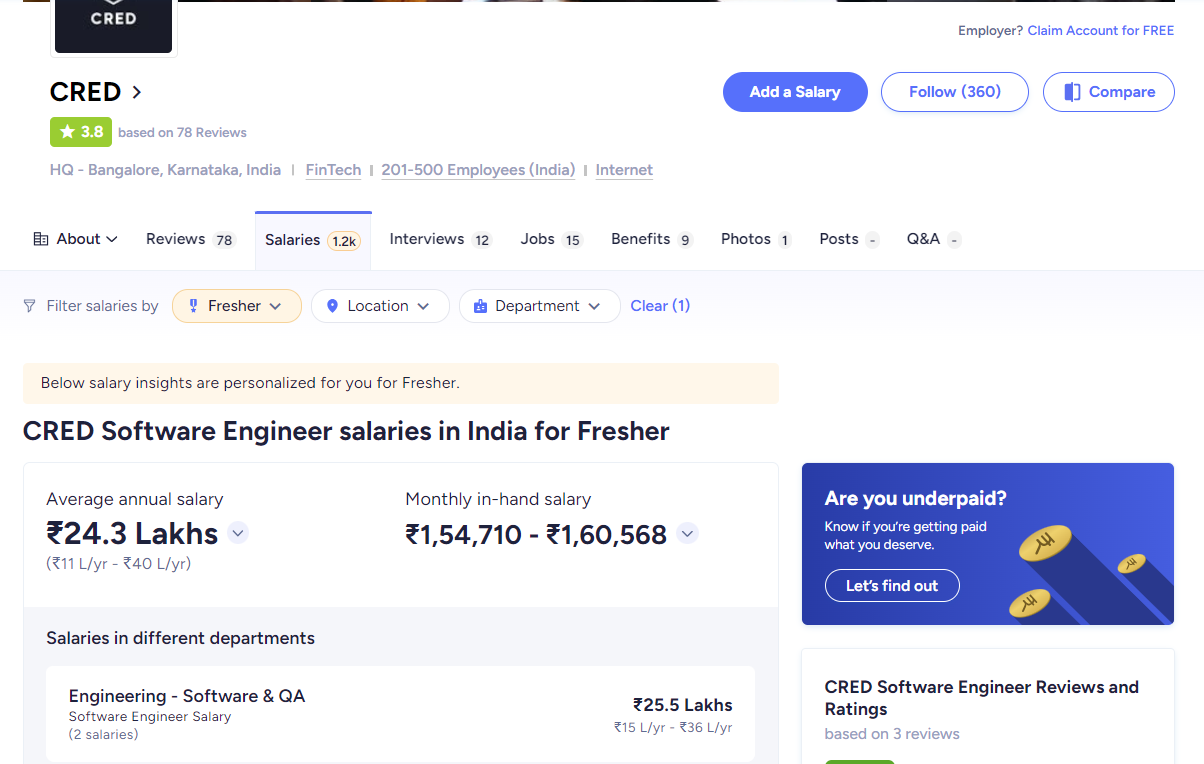 CRED
Employer? Claim Account for FREE
CRED
Add a Salary
Follow (360)
Compare
3.8 based on 78 Reviews
HQ - Bangalore, Karnataka, India | FinTech | 201-500 Employees (India) | Internet
About
Reviews 78
Salaries 1.2k
Interviews 12
Jobs 15
Benefits 9
Photos 1
Posts -
Q&A -
Filter salaries by
Fresher
Location
Department
Clear (1)
Below salary insights are personalized for you for Fresher.
CRED Software Engineer salaries in India for Fresher
Average annual salary
₹24.3 Lakhs
(₹11 L/yr - ₹40 L/yr)
Monthly in-hand salary
₹1,54,710 - ₹1,60,568
Salaries in different departments
Engineering - Software & QA
Software Engineer Salary
(2 salaries)
₹25.5 Lakhs
₹15 L/yr - ₹36 L/yr
Are you underpaid?
Know if you’re getting paid
what you deserve.
Let’s find out
CRED Software Engineer Reviews and
Ratings
based on 3 reviews